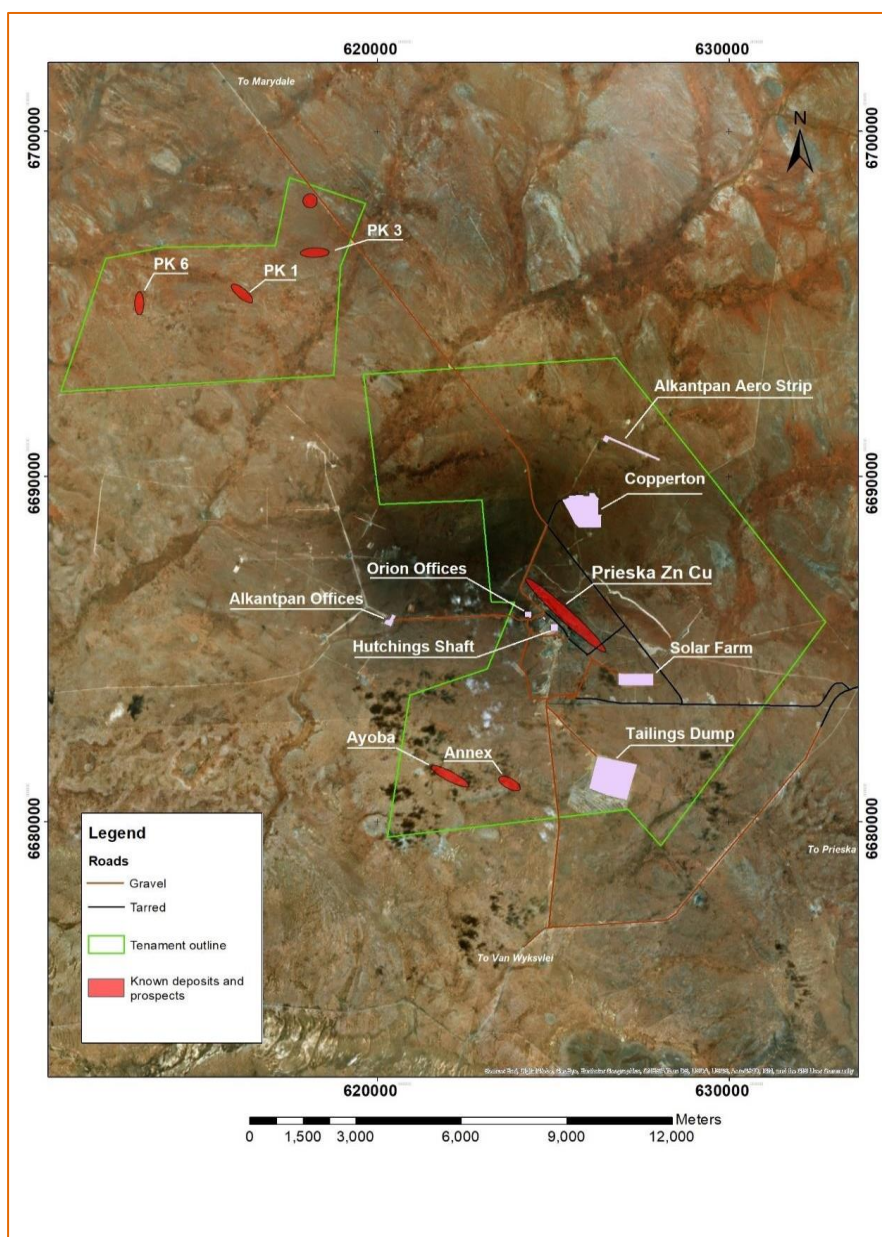 620000
630000
To Marydale
N
6700000
6700000
PK 3
PK 6
PK 1
Alkantpan Aero Strip
6690000
6690000
Copperton
Orion Offices
Prieska Zn Cu
Alkantpan Offices
Hutchings Shaft
Solar Farm
Ayoba
Annex
Tailings Dump
6680000
6680000
Legend
Roads
Gravel
Tarred
Tenament outline
Known deposits and
prospects
To Prieska
To Van Wyksvlei
620000
630000
Meters
0
1,500
3,000
6,000
9,000
12,000